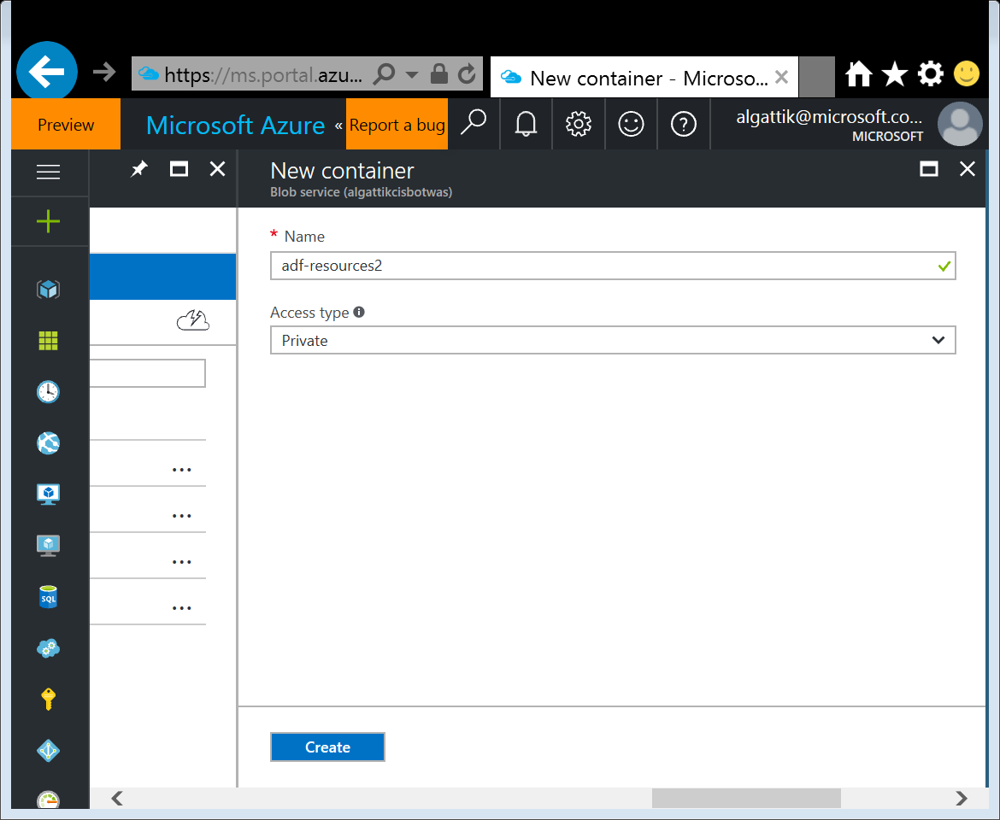 https://ms.portal.azu...
New container - Microso...
Preview
Microsoft Azure «
Report a bug
algattik@microsoft.co...
MICROSOFT
New container
Blob service (algattikcisbotwas)
* Name
adf-resources2
Access type
Private
SQL
Create